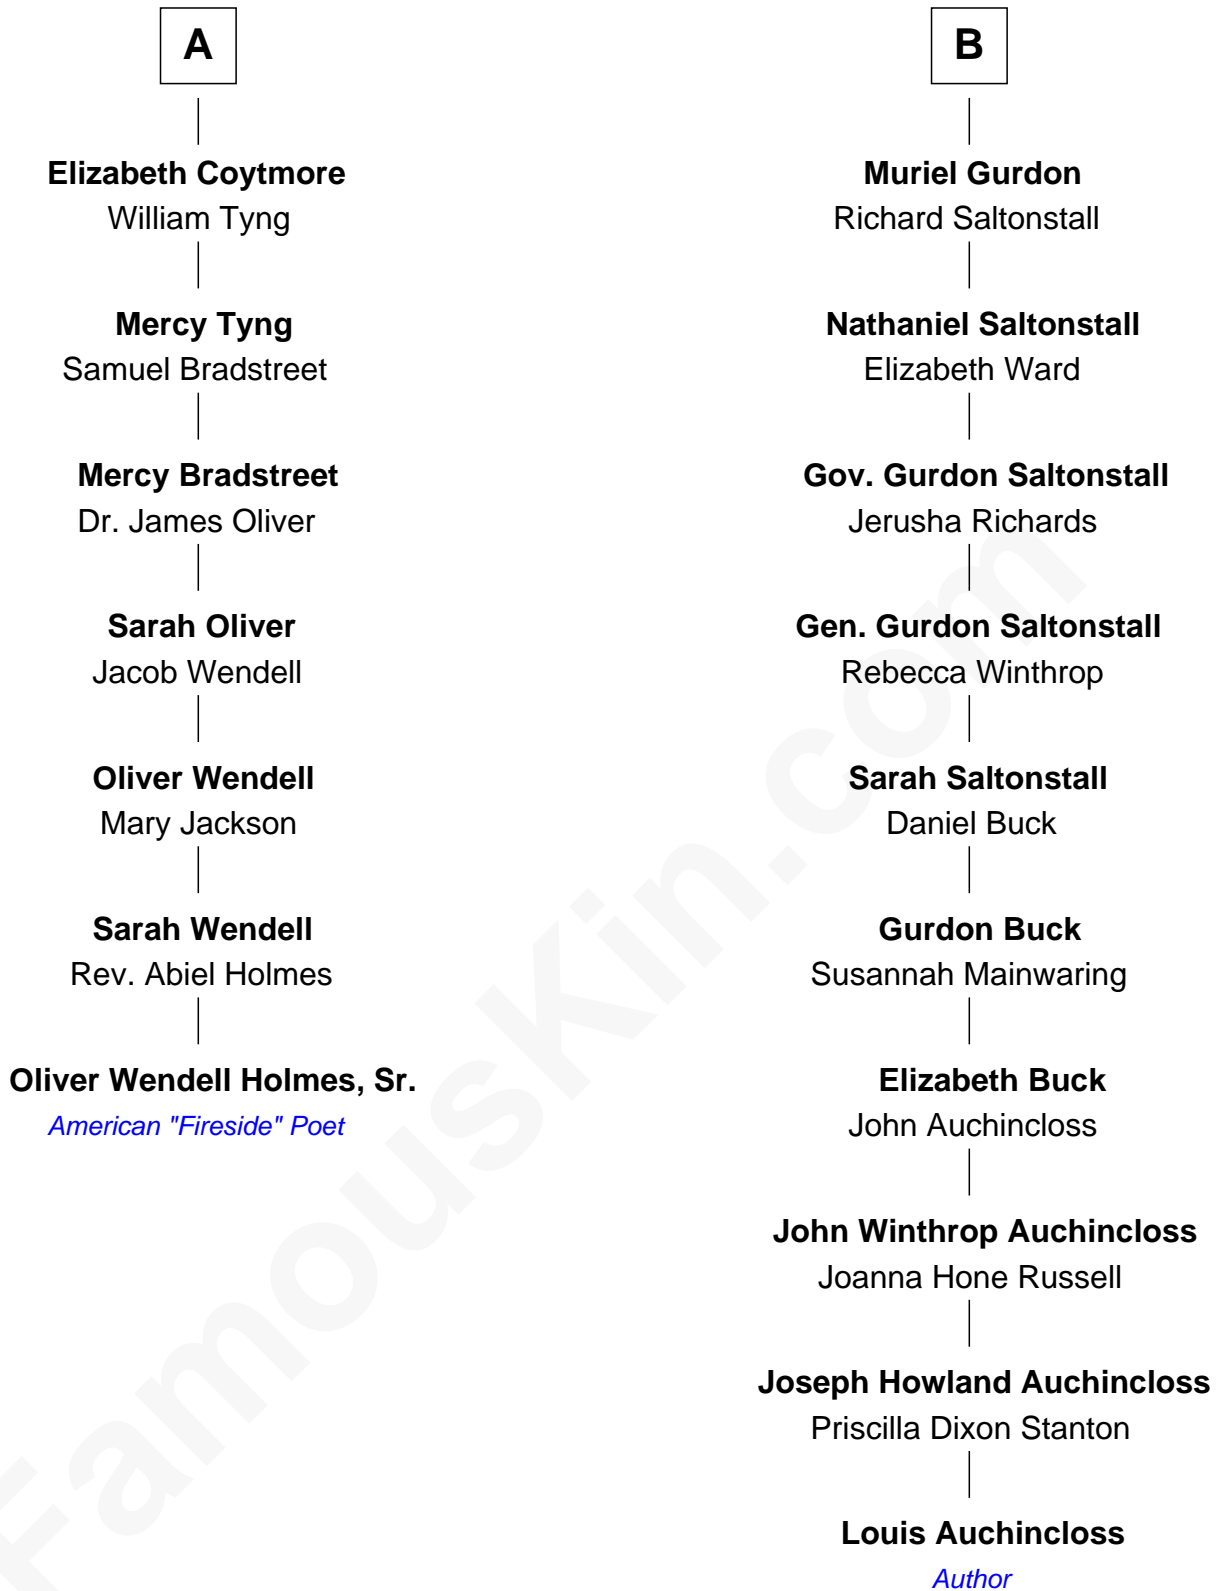 A
Elizabeth Coytmore
William Tyng
Mercy Tyng
Samuel Bradstreet
Mercy Bradstreet
Dr. James Oliver
Sarah Oliver
Jacob Wendell
Oliver Wendell
Mary Jackson
Sarah Wendell
Rev. Abiel Holmes
Oliver Wendell Holmes, Sr.
American "Fireside" Poet
B
Muriel Gurdon
Richard Saltonstall
Nathaniel Saltonstall
Elizabeth Ward
Gov. Gurdon Saltonstall
Jerusha Richards
Gen. Gurdon Saltonstall
Rebecca Winthrop
Sarah Saltonstall
Daniel Buck
Gurdon Buck
Susannah Mainwaring
Elizabeth Buck
John Auchincloss
John Winthrop Auchincloss
Joanna Hone Russell
Joseph Howland Auchincloss
Priscilla Dixon Stanton
Louis Auchincloss
Author
FamousKin.com